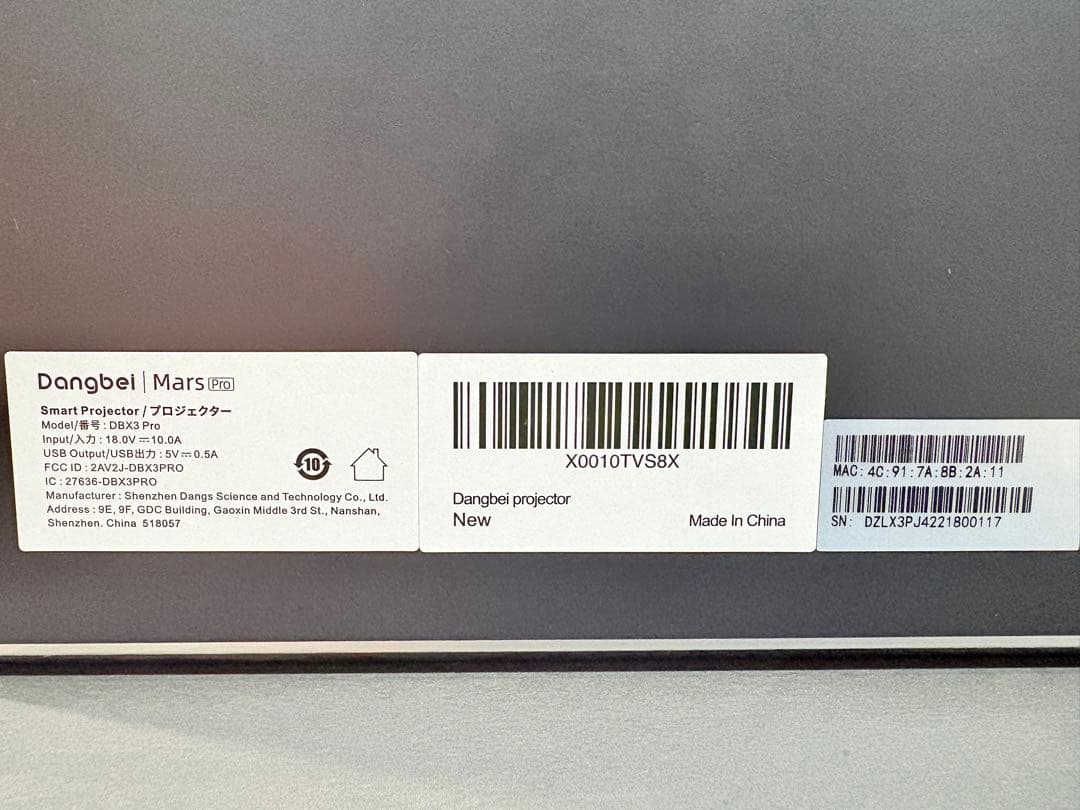 Dangbei | Mars Pro
Smart Projector / プロジェクター
Model/番号 : DBX3 Pro
Input/入力 : 18.0V⎓10.0A
USB Output/USB出力 : 5V⎓0.5A
FCC ID : 2AV2J-DBX3PRO
IC : 27636-DBX3PRO
Manufacturer : Shenzhen Dangs Science and Technology Co., Ltd.
Address : 9E, 9F, GDC Building, Gaoxin Middle 3rd St., Nanshan,
Shenzhen. China 518057
10
X0010TVS8X
Dangbei projector
New
Made In China
MAC: 4C:91:7A:8B:2A:11
SN: DZLX3PJ4221800117